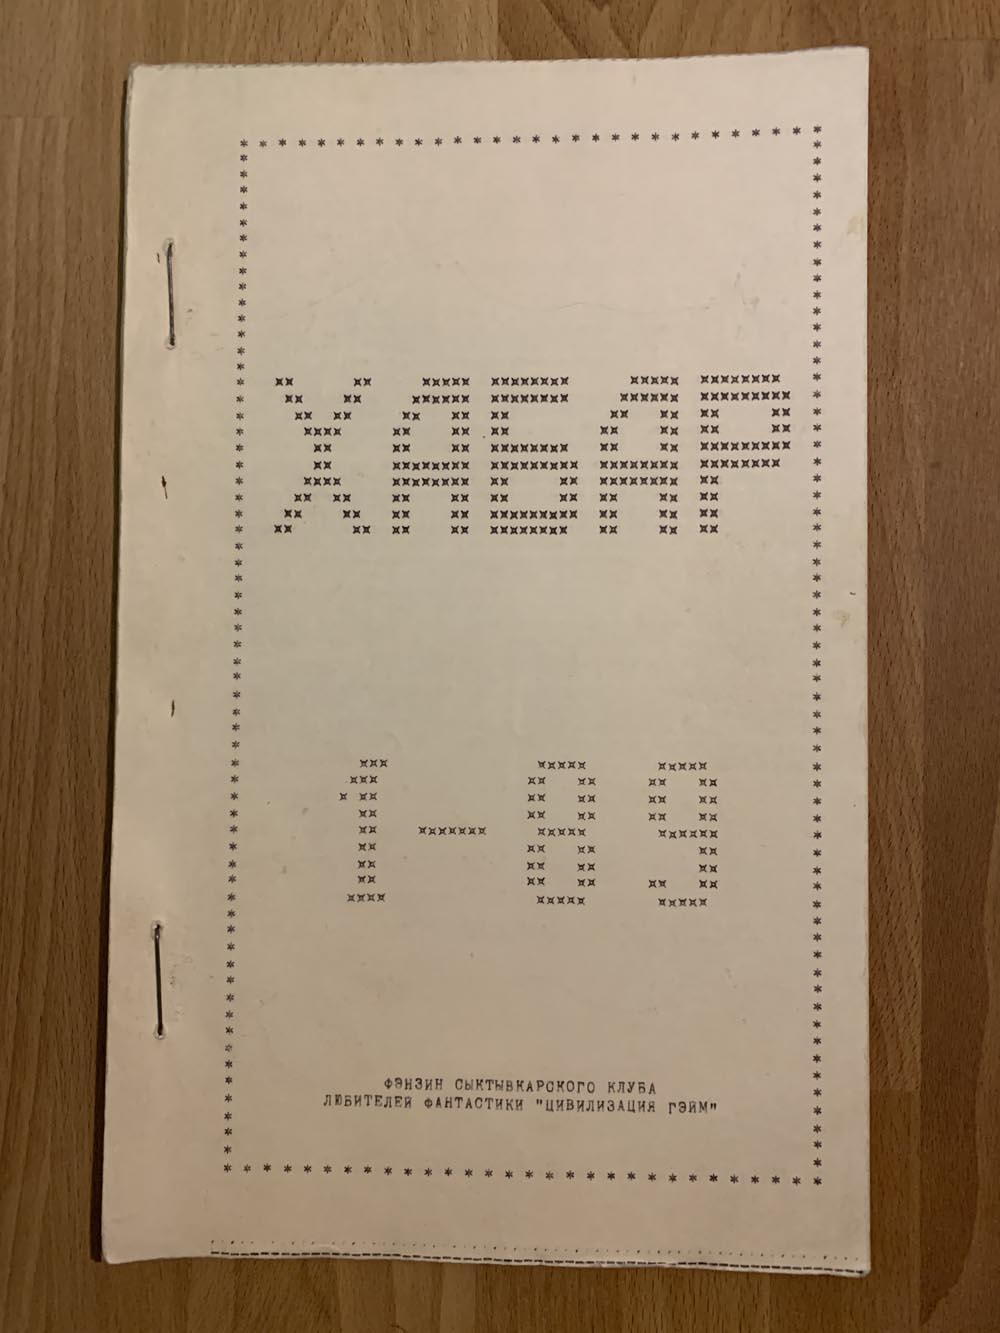 ХАБАР
1-89
ФЭНЗИН СЫКТЫВКАРСКОГО КЛУБА
ЛЮБИТЕЛЕЙ ФАНТАСТИКИ "ЦИВИЛИЗАЦИЯ ГЭЙМ"